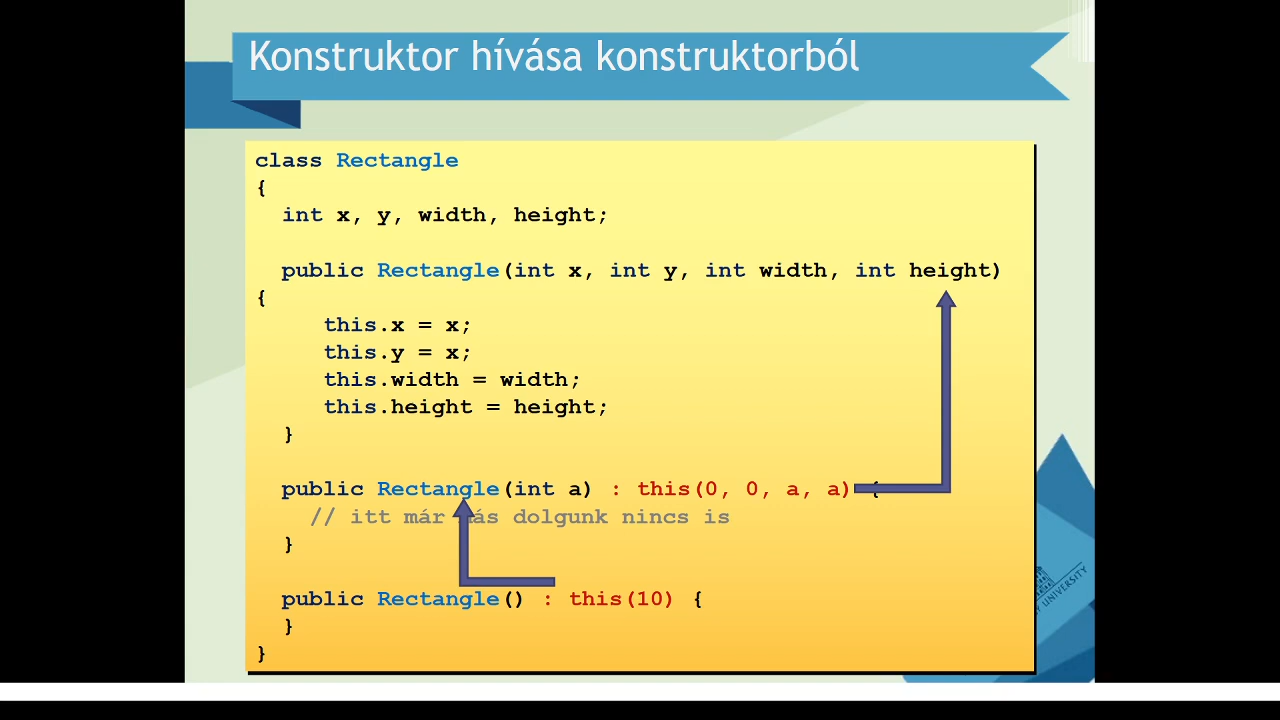 Konstruktor hívása konstruktorból
class Rectangle
{
int x, y, width, height;
public Rectangle(int x, int y, int width, int height)
{
this.x = x;
this.y = x;
this.width = width;
this.height = height;
}
public Rectangle(int a) : this(0, 0, a, a) {
// itt már más dolgunk nincs is
}
public Rectangle() : this(10) {
}
}
UNIVERSITY